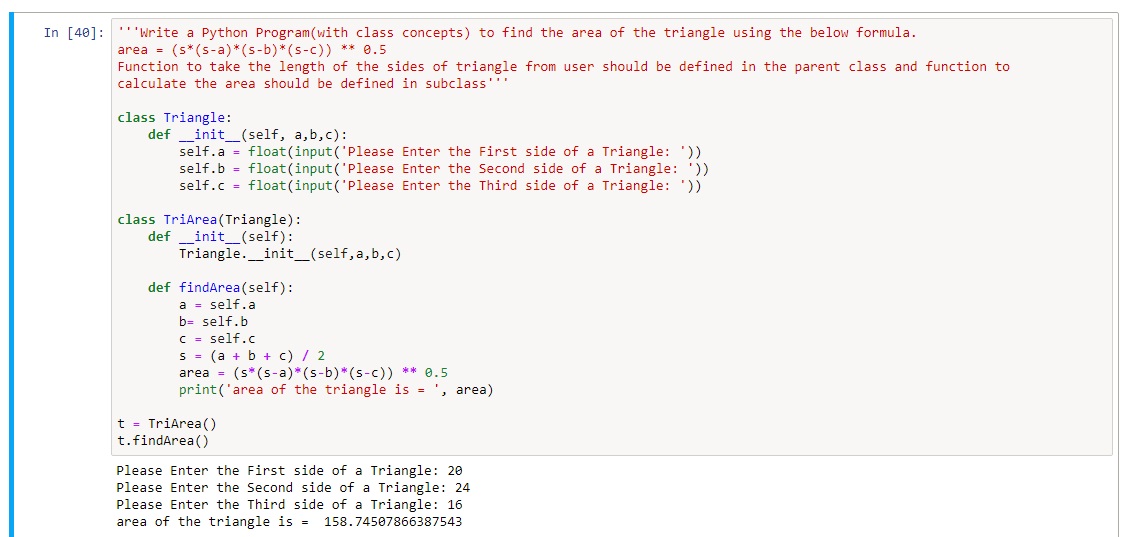 In [40]: '''Write a Python Program(with class concepts) to find the area of the triangle using the below formula.
area = (s*(s-a)*(s-b)*(s-c)) ** 0.5
Function to take the length of the sides of triangle from user should be defined in the parent class and function to
calculate the area should be defined in subclass'''
class Triangle:
    def __init__(self, a,b,c):
        self.a = float(input('Please Enter the First side of a Triangle: '))
        self.b = float(input('Please Enter the Second side of a Triangle: '))
        self.c = float(input('Please Enter the Third side of a Triangle: '))
class TriArea(Triangle):
    def __init__(self):
        Triangle.__init__(self,a,b,c)
    def findArea(self):
        a = self.a
        b= self.b
        c = self.c
        s = (a + b + c) / 2
        area = (s*(s-a)*(s-b)*(s-c)) ** 0.5
        print('area of the triangle is = ', area)
t = TriArea()
t.findArea()
Please Enter the First side of a Triangle: 20
Please Enter the Second side of a Triangle: 24
Please Enter the Third side of a Triangle: 16
area of the triangle is =  158.74507866387543